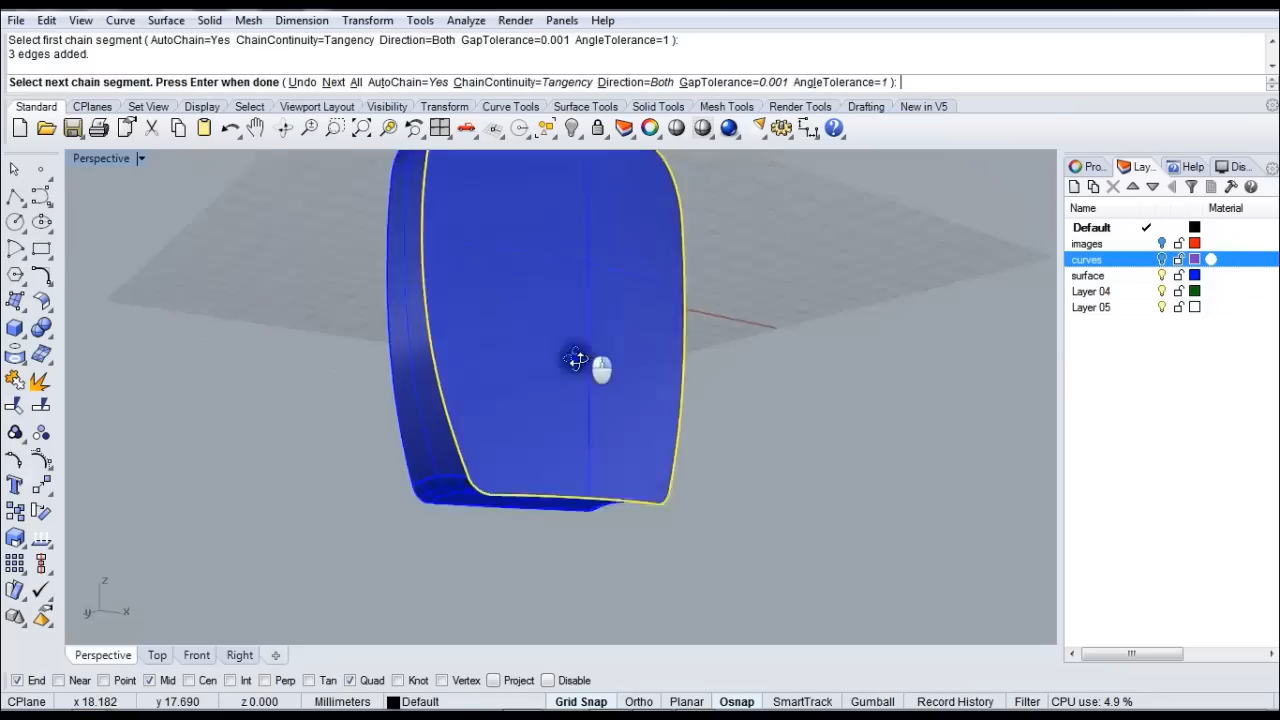 File Edit View Curve Surface Solid Mesh Dimension Transform Tools Analyze Render Panels Help
Select first chain segment ( AutoChain=Yes ChainContinuity=Tangency Direction=Both GapTolerance=0.001 AngleTolerance=1 ):
3 edges added.
Select next chain segment. Press Enter when done ( Undo Next All AutoChain=Yes ChainContinuity=Tangency Direction=Both GapTolerance=0.001 AngleTolerance=1 ):
Standard CPlanes Set View Display Select Viewport Layout Visibility Transform Curve Tools Surface Tools Solid Tools Mesh Tools Render Tools Drafting New in V5
Perspective
Pro... Lay... Help Dis...
Name Material
Default
images
curves
surface
Layer 04
Layer 05
z
y x
Perspective Top Front Right
End Near Point Mid Cen Int Perp Tan Quad Knot Vertex Project Disable
CPlane x 18.182 y 17.690 z 0.000 Millimeters Default Grid Snap Ortho Planar Osnap SmartTrack Gumball Record History Filter CPU use: 4.9 %